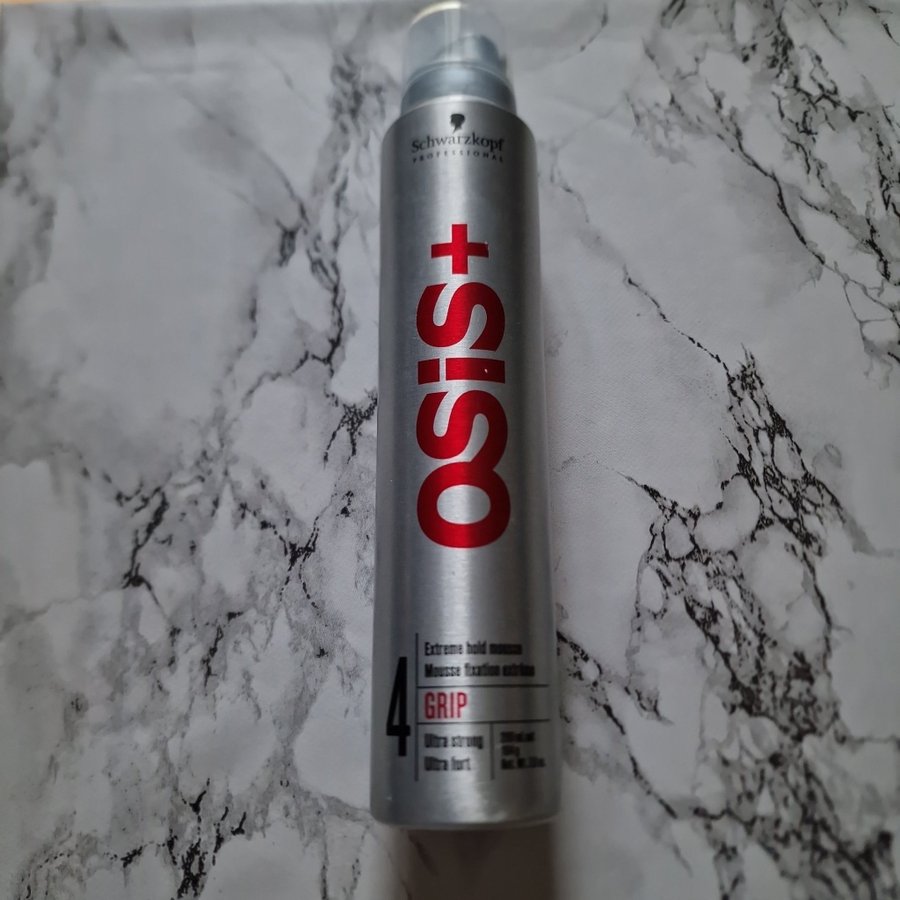 Schwarzkopf
PROFESSIONAL
OSiS+
Extreme hold mousse
Mousse fixation extrême
4
GRIP
Ultra strong
Ultra fort
200 mL